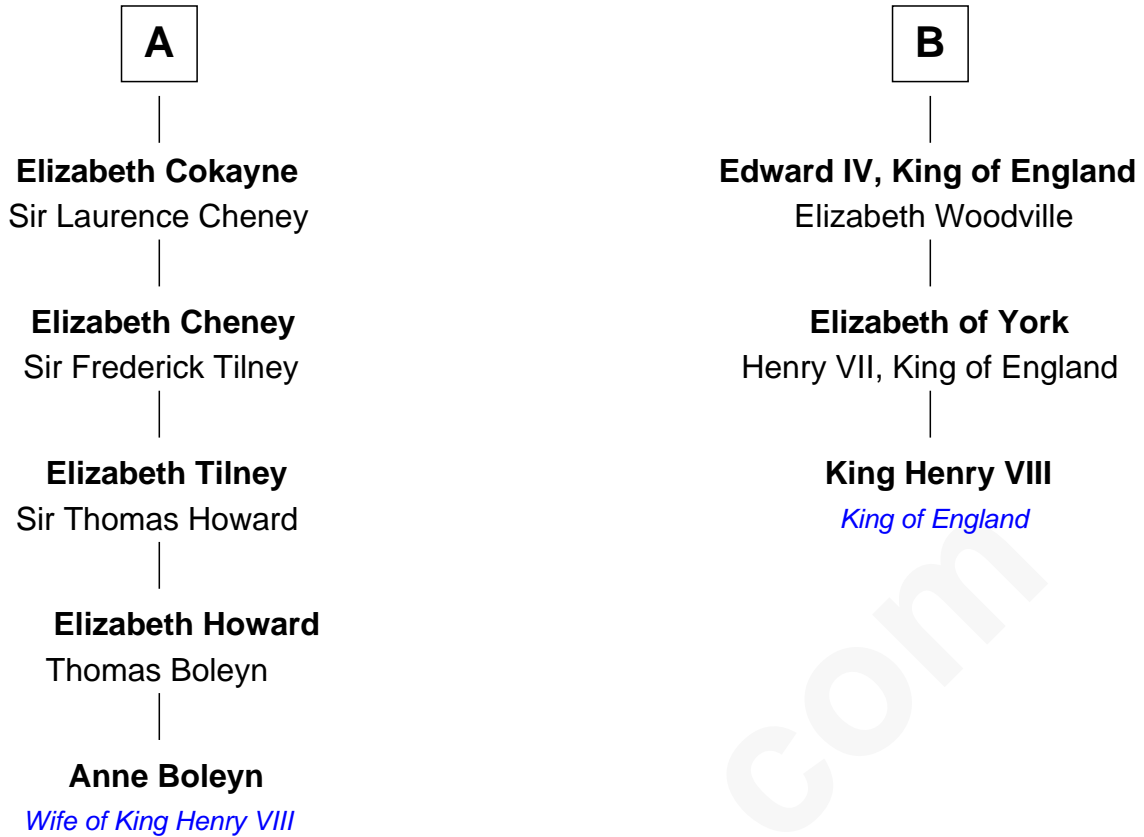 A
Elizabeth Cokayne
Sir Laurence Cheney
Elizabeth Cheney
Sir Frederick Tilney
Elizabeth Tilney
Sir Thomas Howard
Elizabeth Howard
Thomas Boleyn
Anne Boleyn
Wife of King Henry VIII
B
Edward IV, King of England
Elizabeth Woodville
Elizabeth of York
Henry VII, King of England
King Henry VIII
King of England
com